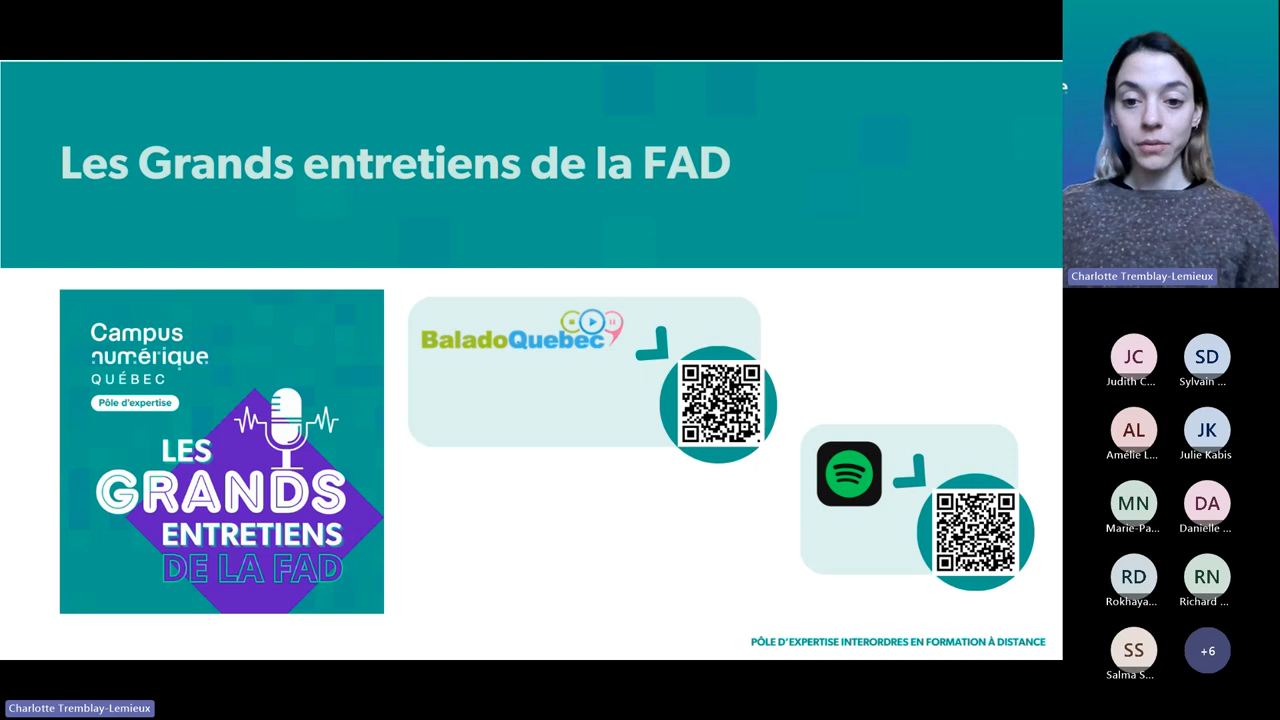 Les Grands entretiens de la FAD
Campus
numérique
QUÉBEC
Pôle d'expertise
LES
GRANDS
ENTRETIENS
DE LA FAD
BaladoQuebec
PÔLE D'EXPERTISE INTERORDRES EN FORMATION À DISTANCE
e
Charlotte Tremblay-Lemieux
JC
Judith C...
SD
Sylvain ...
AL
Amélie L...
JK
Julie Kabis
MN
Marie-Pa...
DA
Danielle ...
RD
Rokhaya...
RN
Richard ...
SS
Salma S...
+6
Charlotte Tremblay-Lemieux